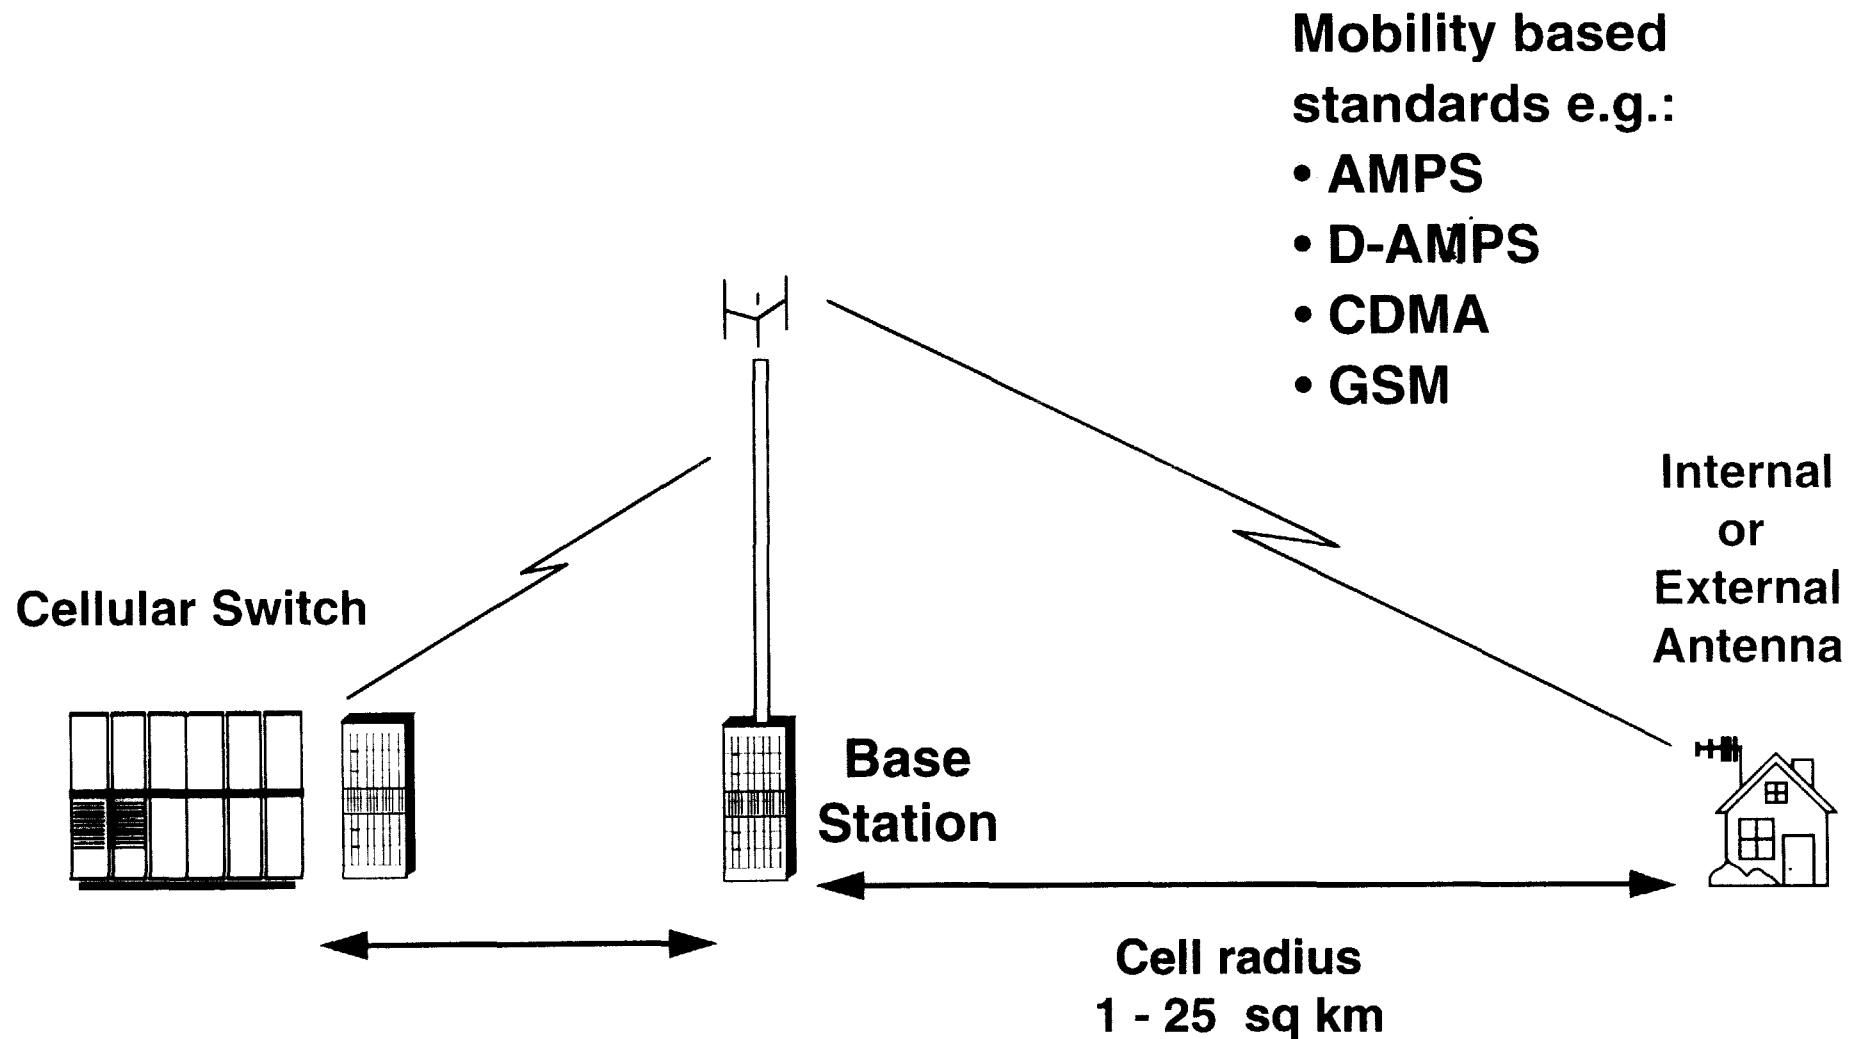 Mobility based
standards e.g.:
• AMPS
• D-AMPS
• CDMA
• GSM
Internal
or
External
Antenna
Cellular Switch
Base
Station
Cell radius
1 - 25 sq km